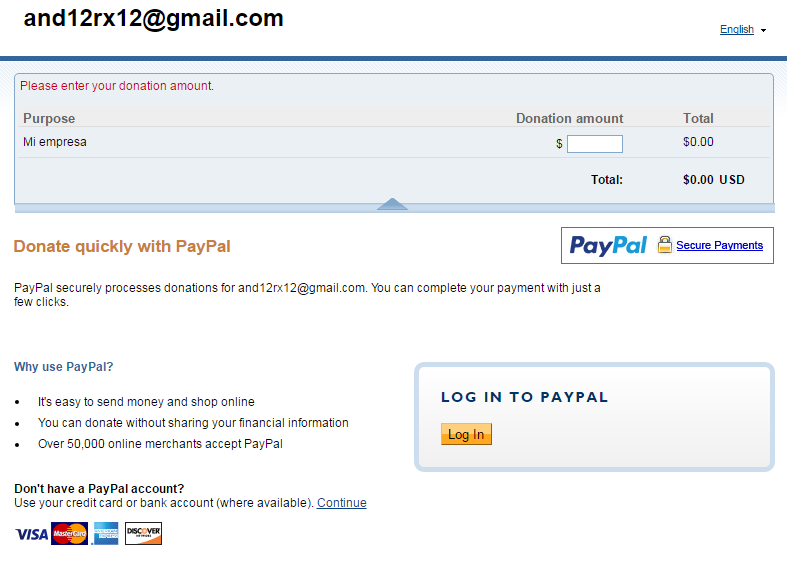 and12rx12@gmail.com
English
Please enter your donation amount.
Purpose Donation amount Total
Mi empresa $ $0.00
Total: $0.00 USD
Donate quickly with PayPal
PayPal Secure Payments
PayPal securely processes donations for and12rx12@gmail.com. You can complete your payment with just a
few clicks.
Why use PayPal?
It's easy to send money and shop online
You can donate without sharing your financial information
Over 50,000 online merchants accept PayPal
LOG IN TO PAYPAL
Log In
Don't have a PayPal account?
Use your credit card or bank account (where available). Continue
VISA MasterCard DISCOVER